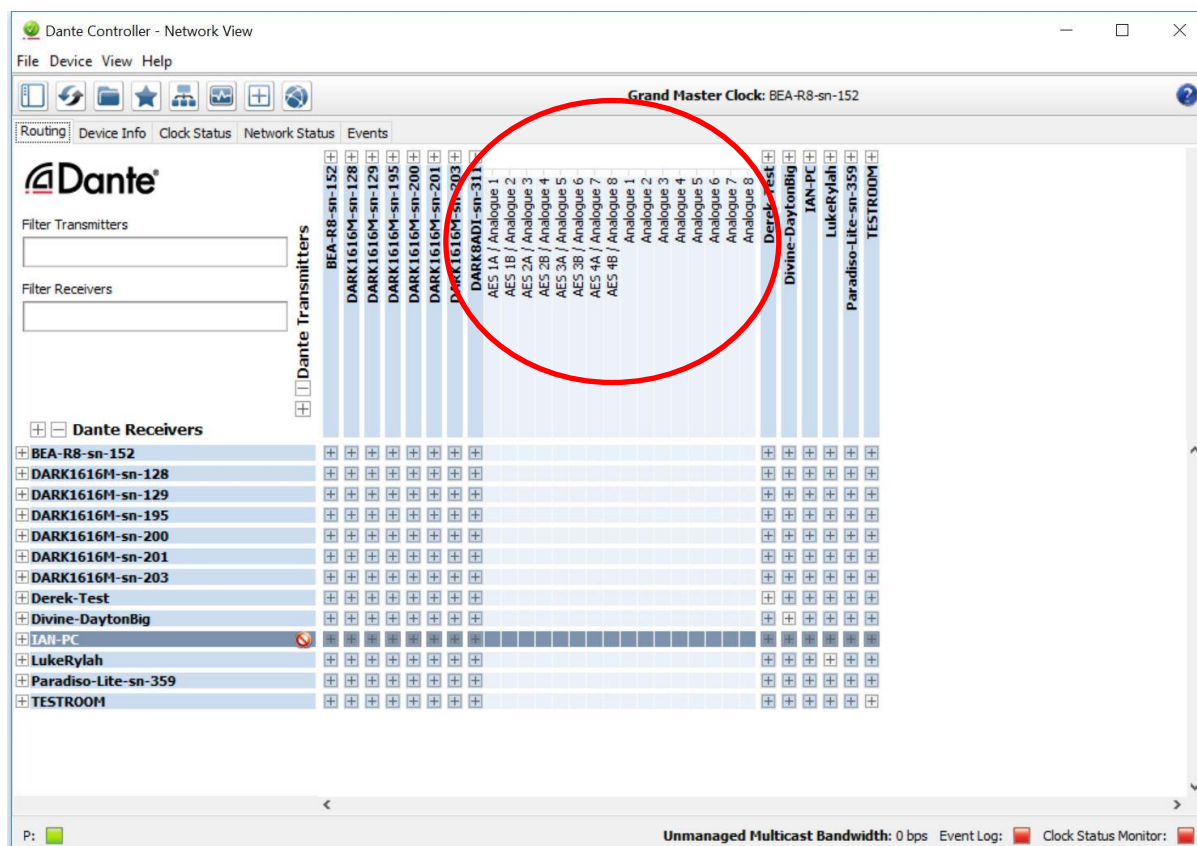 Dante Controller - Network View
File Device View Help
Grand Master Clock: BEA-R8-sn-152
?
Routing Device Info Clock Status Network Status Events
Dante®
Filter Transmitters
Filter Receivers
Dante Transmitters
BEA-R8-sn-152
DARK1616M-sn-128
DARK1616M-sn-129
DARK1616M-sn-195
DARK1616M-sn-200
DARK1616M-sn-201
DARK1616M-sn-203
DARK8ADI-sn-311
AES 1A / Analogue 1
AES 1B / Analogue 2
AES 2A / Analogue 3
AES 2B / Analogue 4
AES 3A / Analogue 5
AES 3B / Analogue 6
AES 4A / Analogue 7
AES 4B / Analogue 8
Analogue 1
Analogue 2
Analogue 3
Analogue 4
Analogue 5
Analogue 6
Analogue 7
Analogue 8
Derek-Test
Divine-DaytonBig
IAN-PC
LukeRylah
Paradiso-Lite-sn-359
TESTROOM
Dante Receivers
BEA-R8-sn-152
DARK1616M-sn-128
DARK1616M-sn-129
DARK1616M-sn-195
DARK1616M-sn-200
DARK1616M-sn-201
DARK1616M-sn-203
Derek-Test
Divine-DaytonBig
IAN-PC
LukeRylah
Paradiso-Lite-sn-359
TESTROOM
P: Unmanaged Multicast Bandwidth: 0 bps Event Log: Clock Status Monitor: